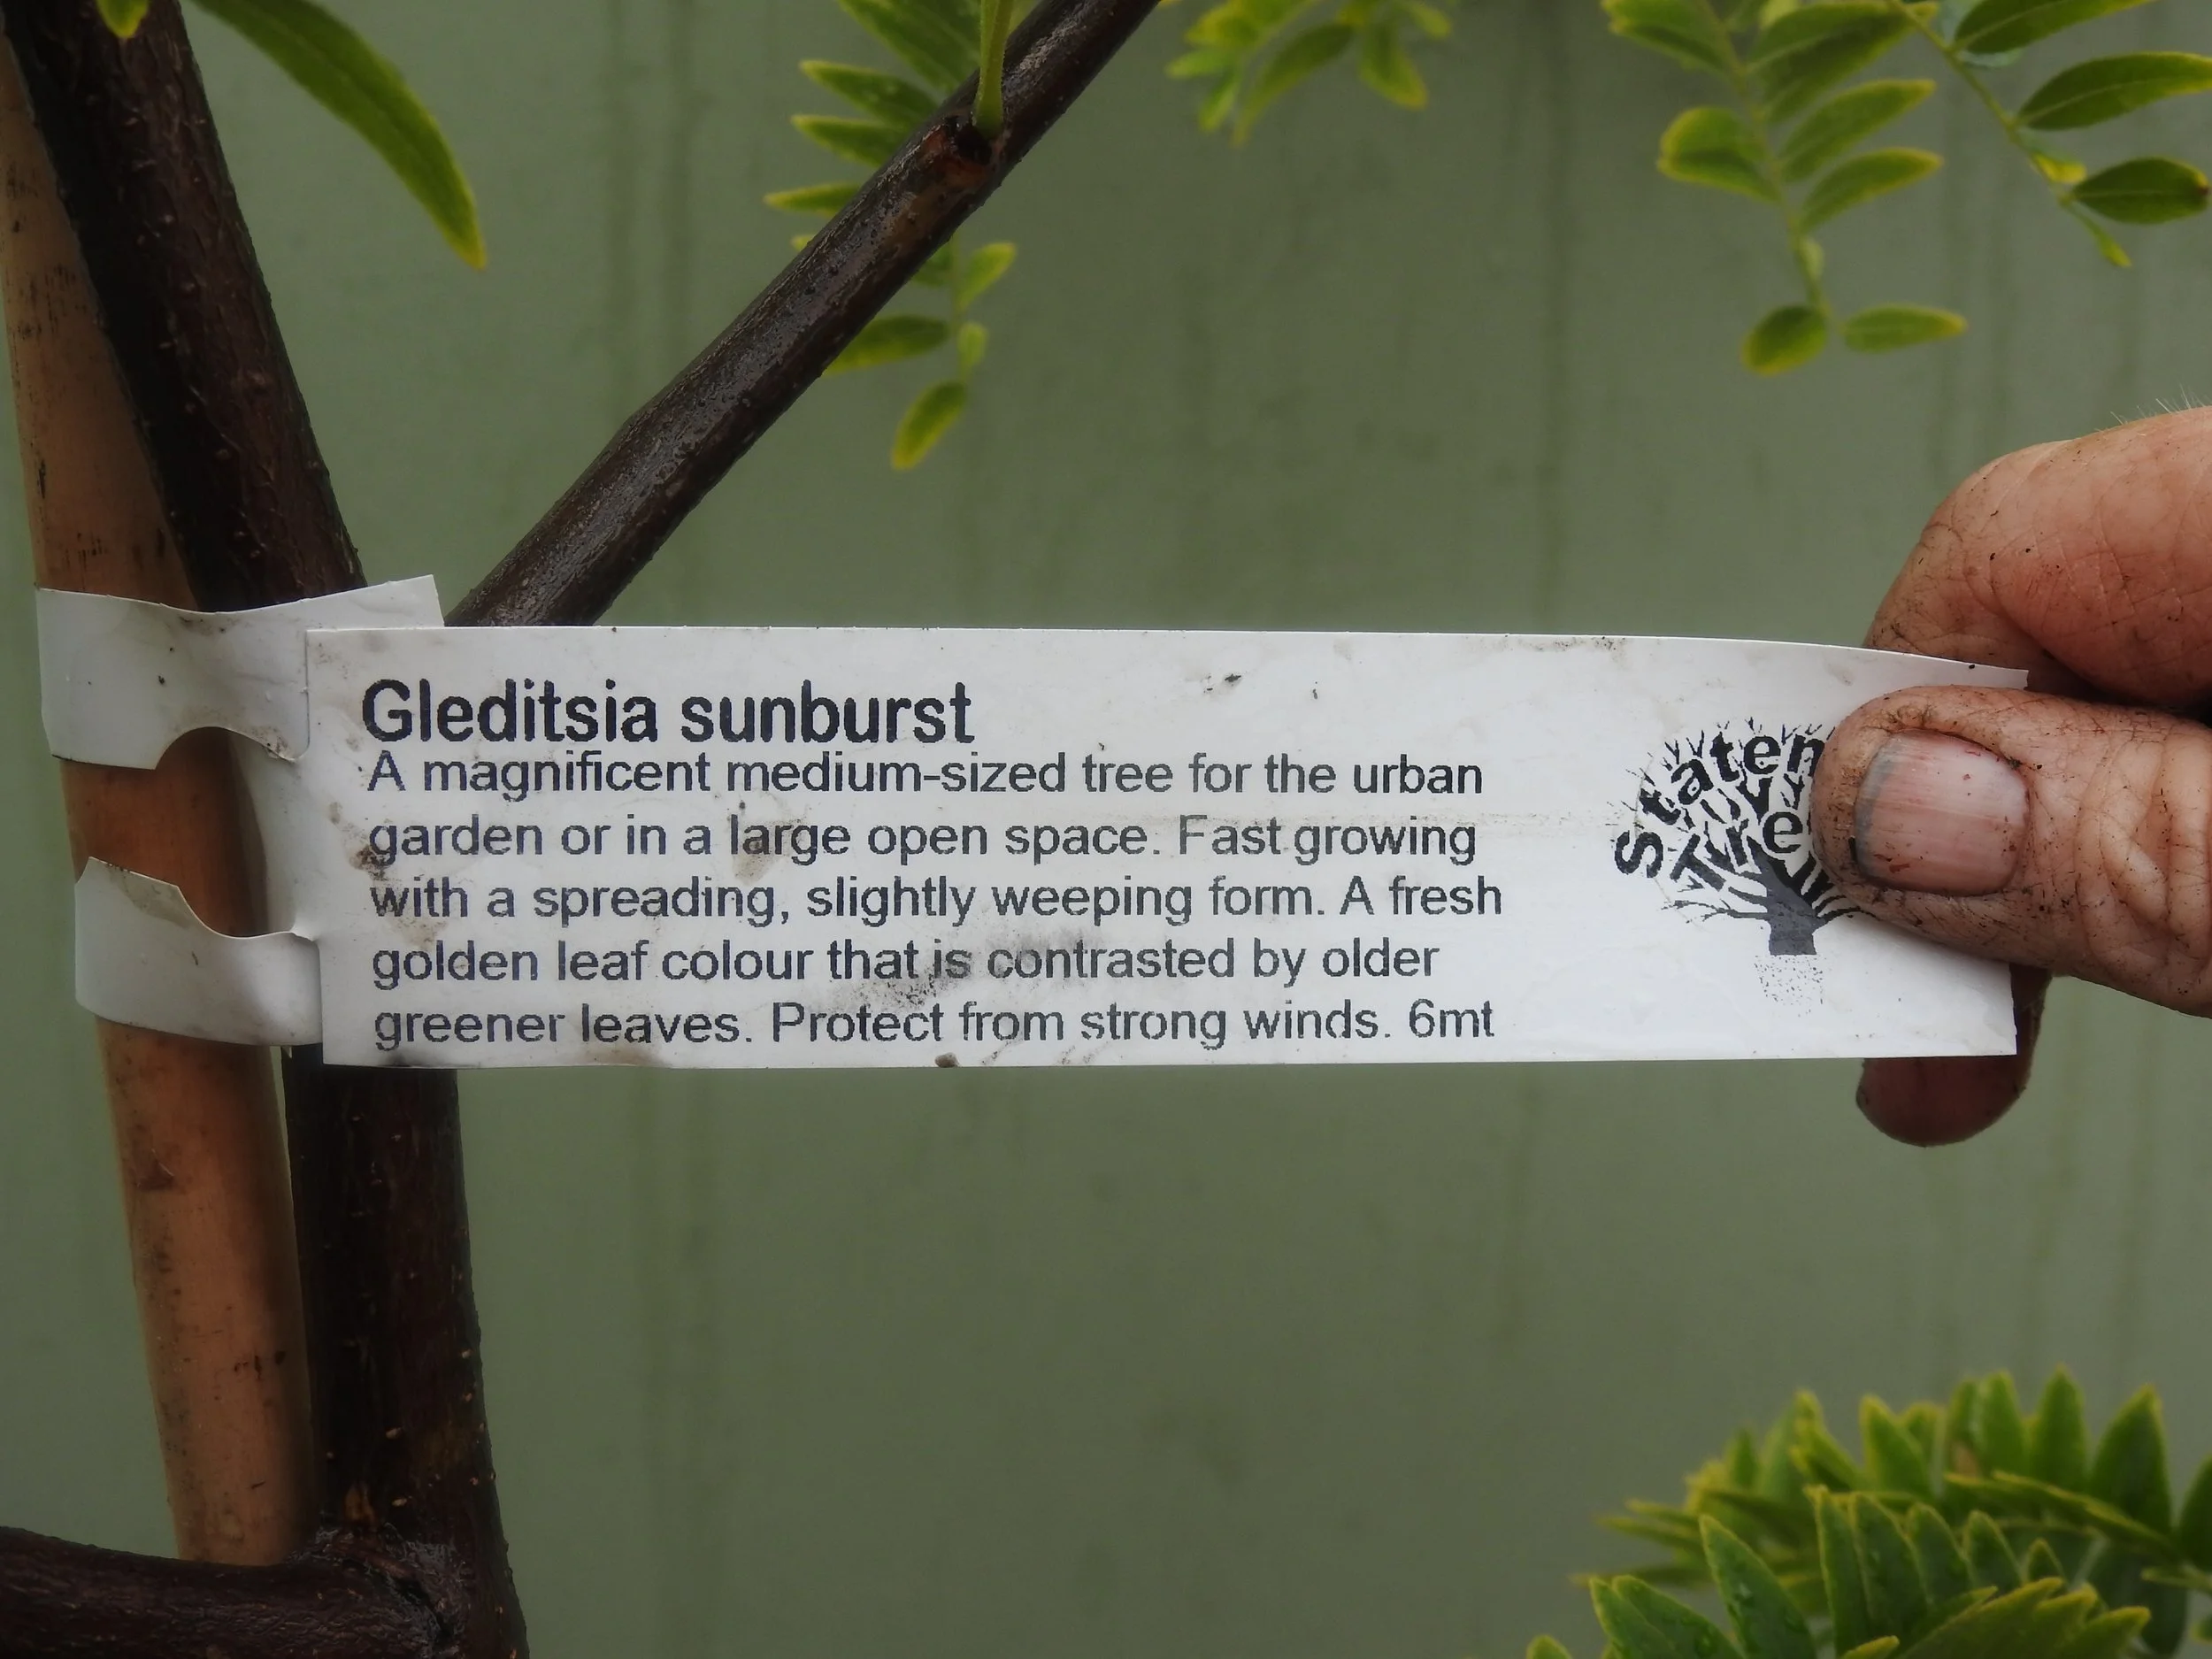 Gleditsia sunburst
A magnificent medium-sized tree for the urban
garden or in a large open space. Fast growing
with a spreading, slightly weeping form. A fresh
golden leaf colour that is contrasted by older
greener leaves. Protect from strong winds. 6mt